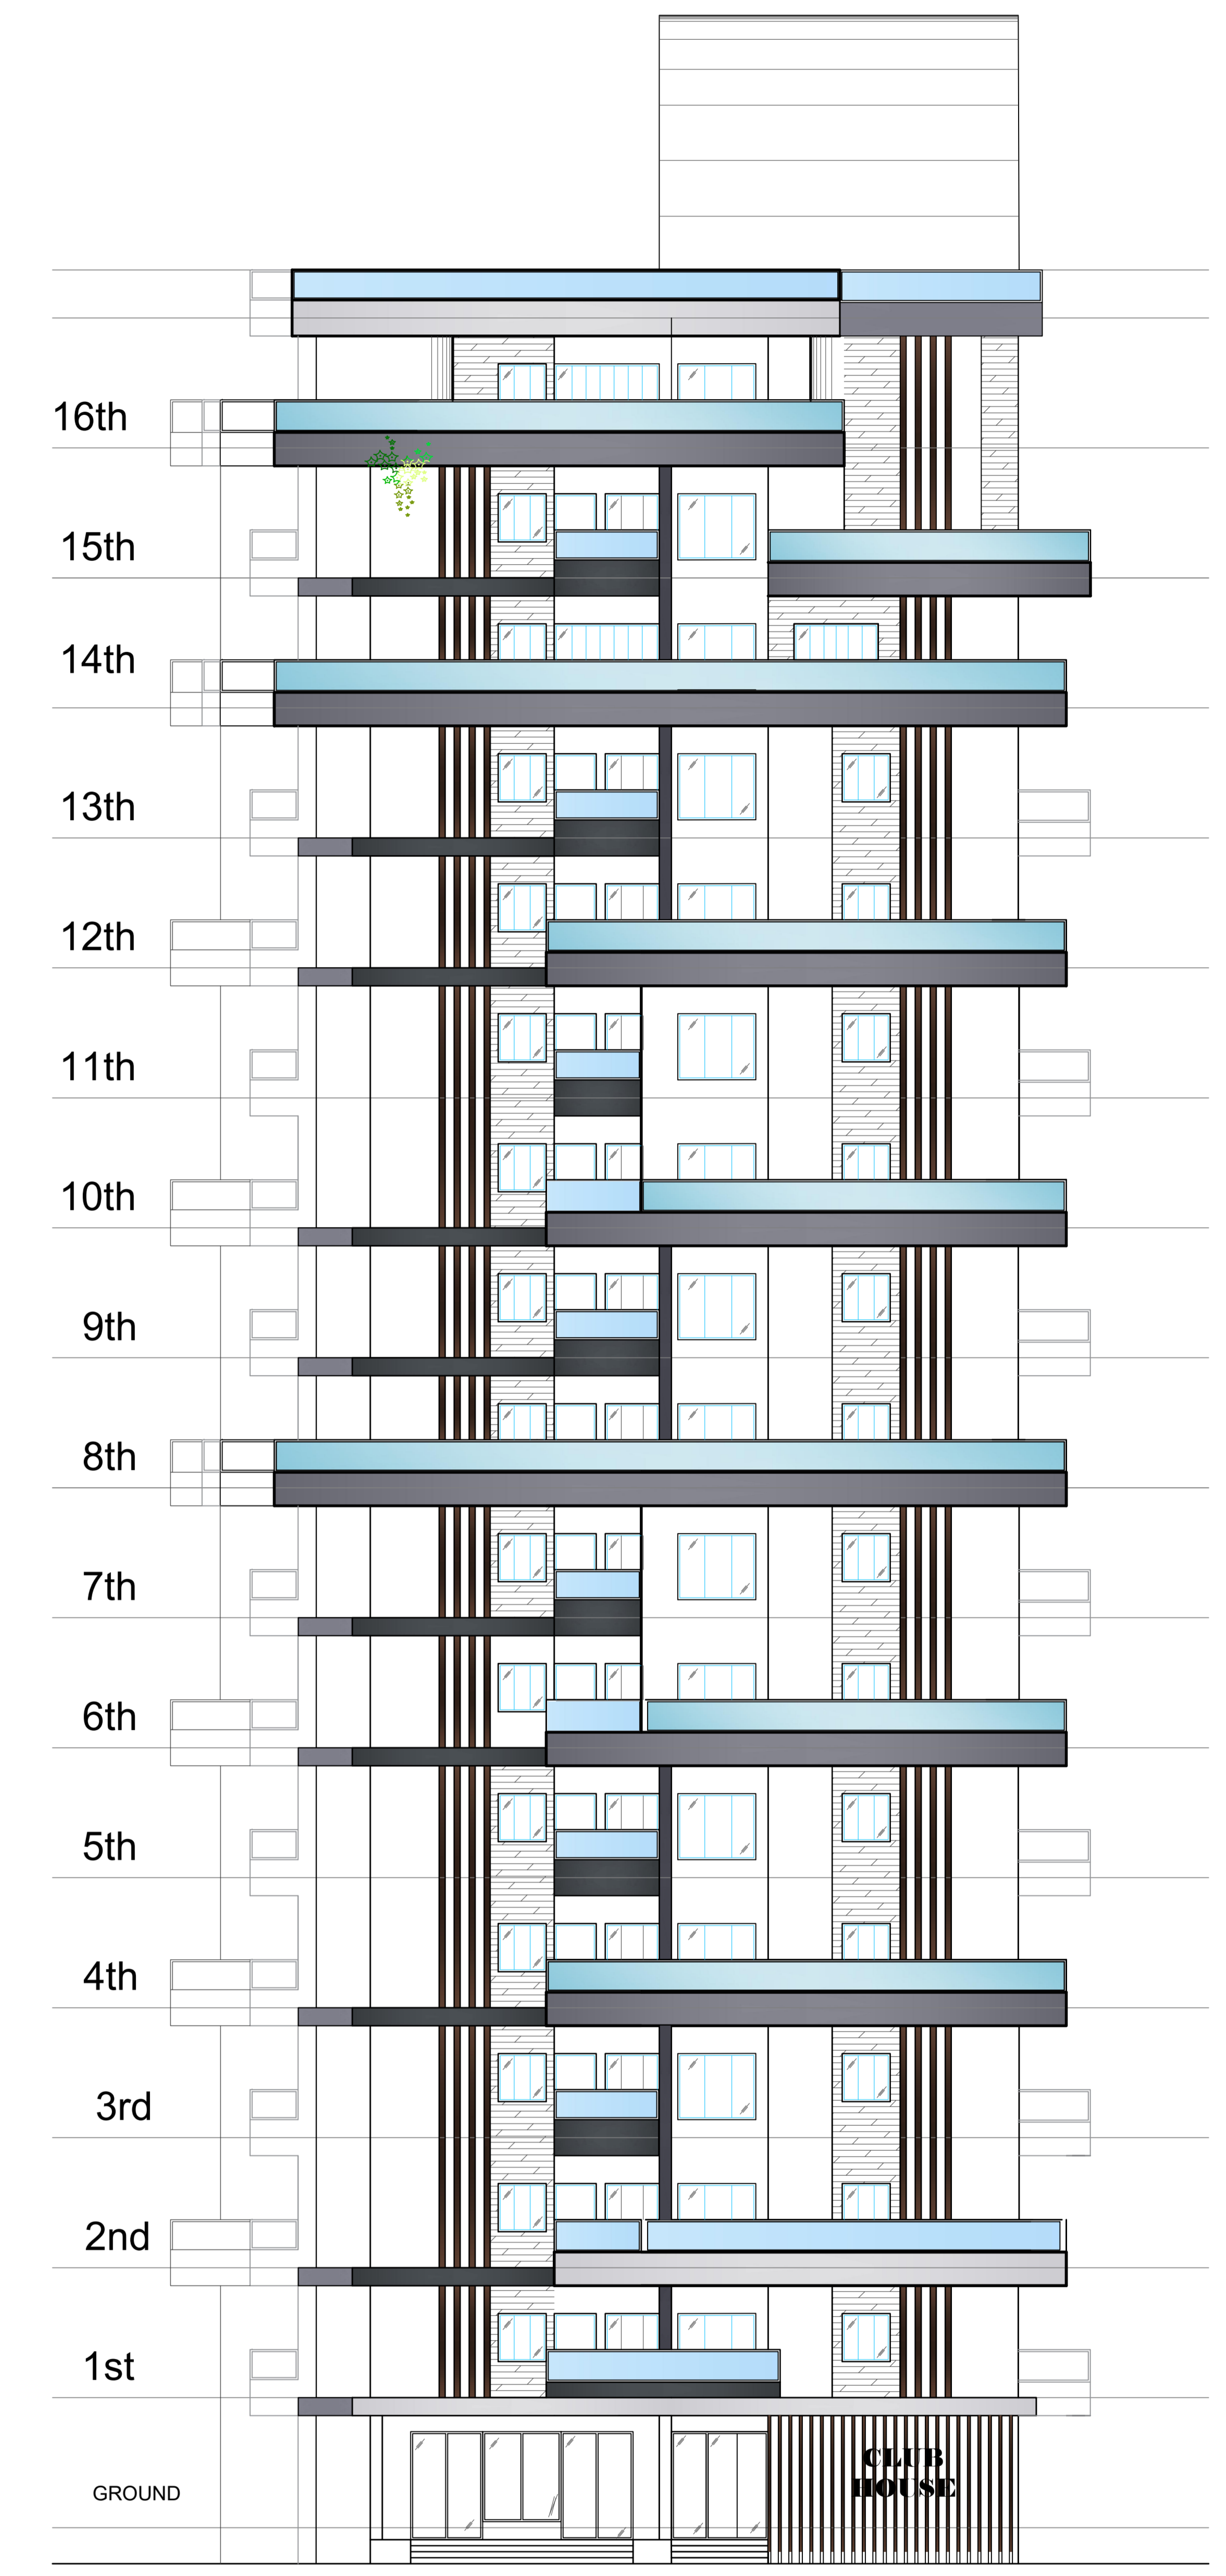 16th
15th
14th
13th
12th
11th
10th
9th
8th
7th
6th
5th
4th
3rd
2nd
1st
CLUB
HOUSE
GROUND